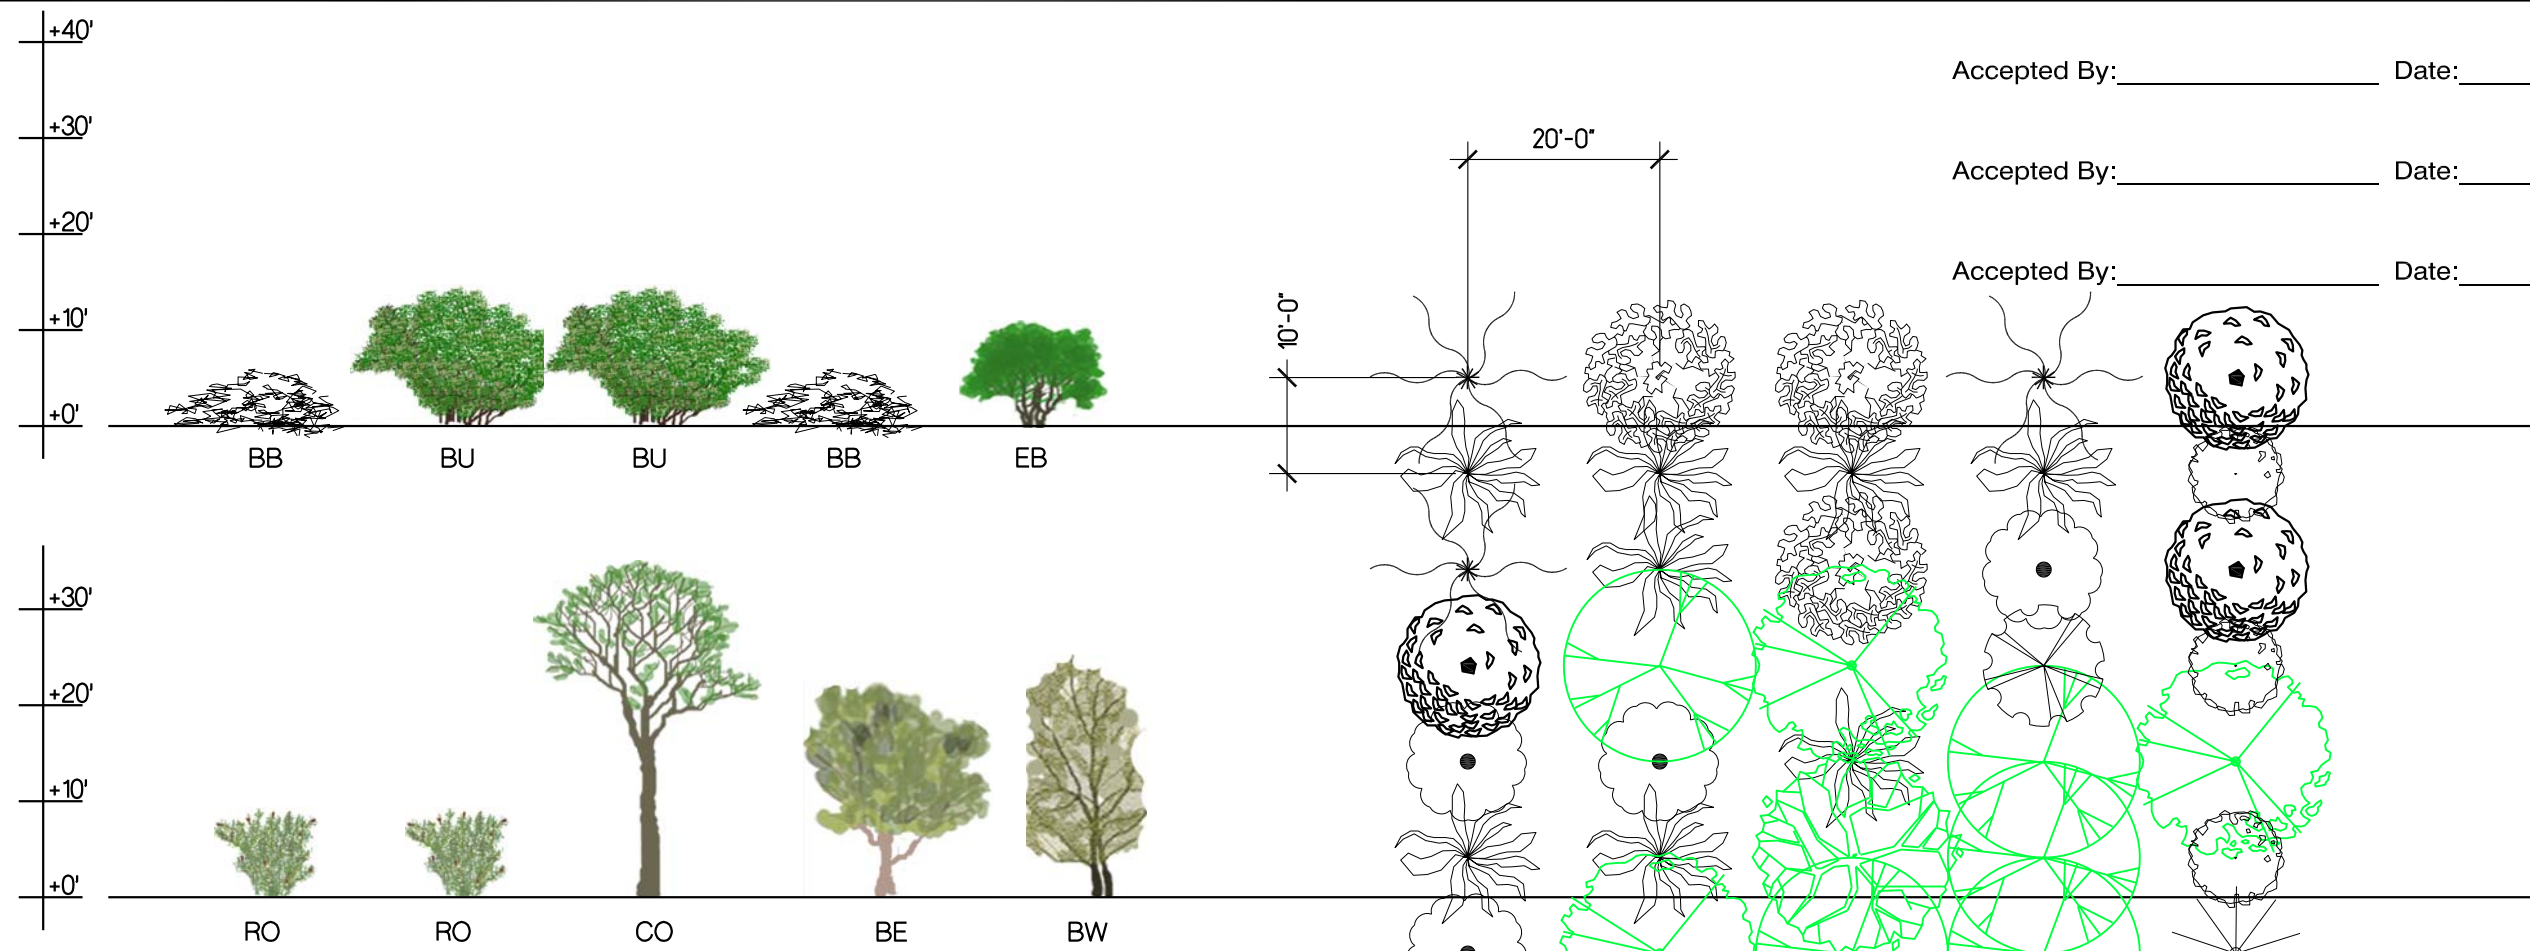 +40'
+30'
+20'
+10'
+0'
BB BU BU BB EB
+30'
+20'
+10'
+0'
RO RO CO BE BW
20'-0"
10'-0"
Accepted By: Date:
Accepted By: Date:
Accepted By: Date: